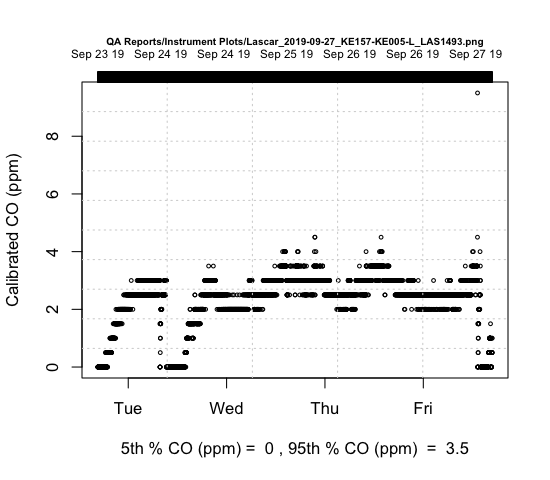 QA Reports/Instrument Plots/Lascar_2019-09-27_KE157-KE005-L_LAS1493.png
Sep 23 19 Sep 24 19 Sep 24 19 Sep 25 19 Sep 26 19 Sep 26 19 Sep 27 19
Calibrated CO (ppm)
8
6
4
2
0
Tue Wed Thu Fri
5th % CO (ppm) = 0 , 95th % CO (ppm) = 3.5